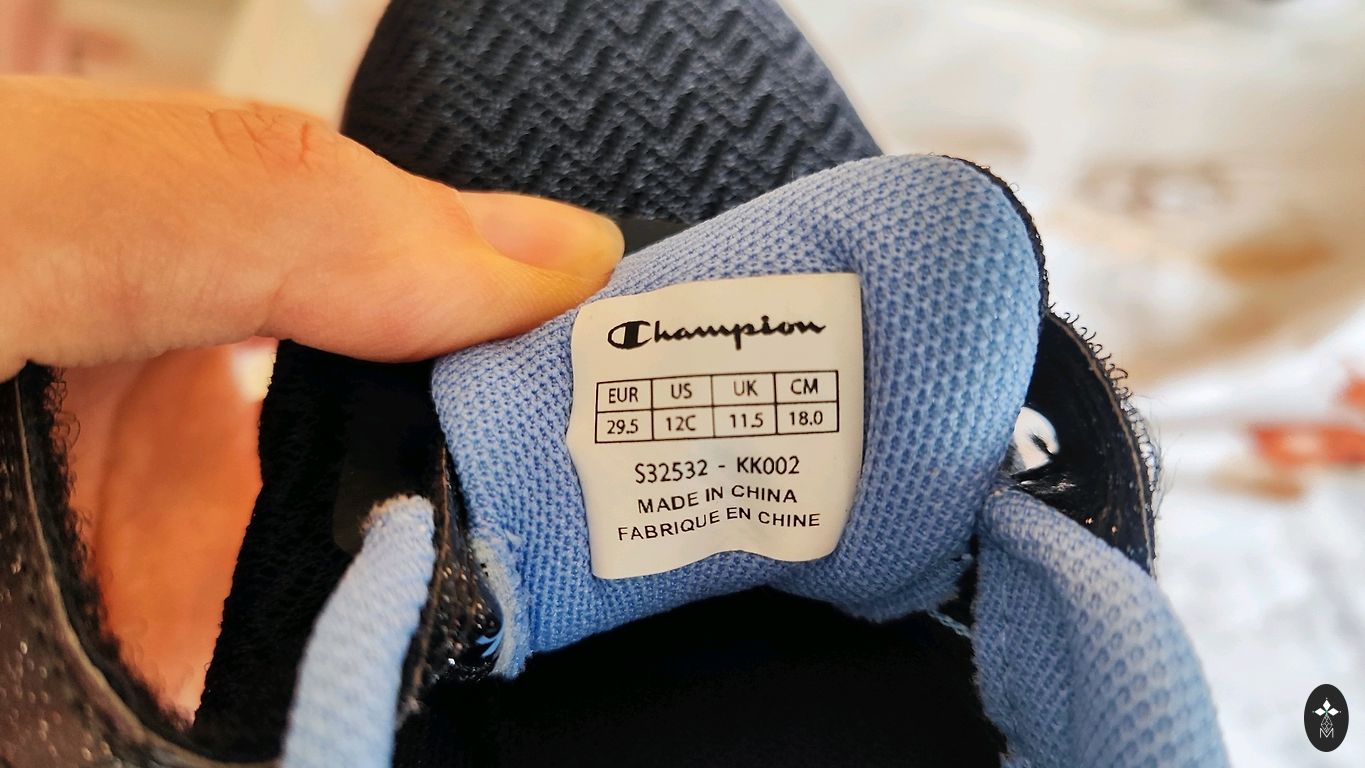 Champion
EUR US UK CM
29.5 12C 11.5 18.0
S32532 - KK002
MADE IN CHINA
FABRIQUE EN CHINE
M